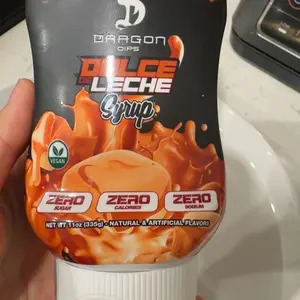 DRAGON
DIPS
DULCE
LECHE
Syrup
VEGAN
ZERO
SUGAR
ZERO
CALORIES
ZERO
SODIUM
NET WT 11oz (335g) - NATURAL & ARTIFICIAL FLAVORS